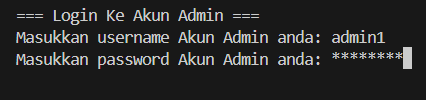 === Login Ke Akun Admin ===
Masukkan username Akun Admin anda: admin1
Masukkan password Akun Admin anda: ********